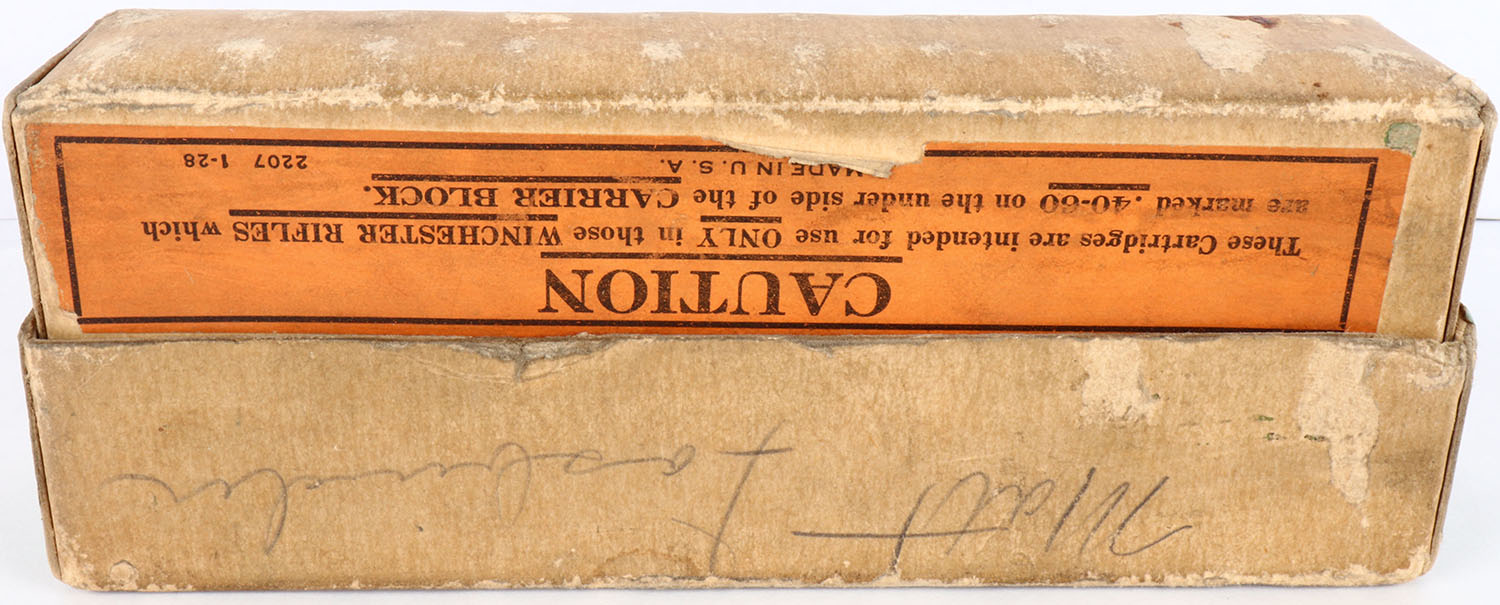 Matt
CAUTION
These Cartridges are intended for use ONLY in those WINCHESTER RIFLES which
are marked .40-60 on the under side of the CARRIER BLOCK.
MADE IN U. S. A. 2207 1-28